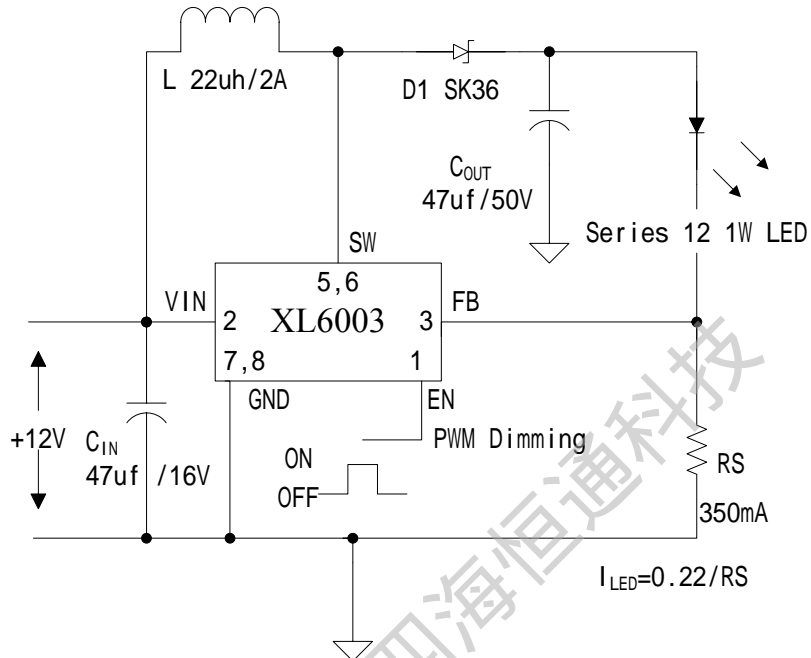 L 22uh/2A
D1 SK36
C_OUT
47uf/50V
Series 12 1W LED
SW
5,6
VIN
2
XL6003
3
FB
7,8
1
GND
EN
+12V
C_IN
47uf /16V
PWM Dimming
ON
OFF
RS
350mA
I_LED=0.22/RS
四海恒通科技